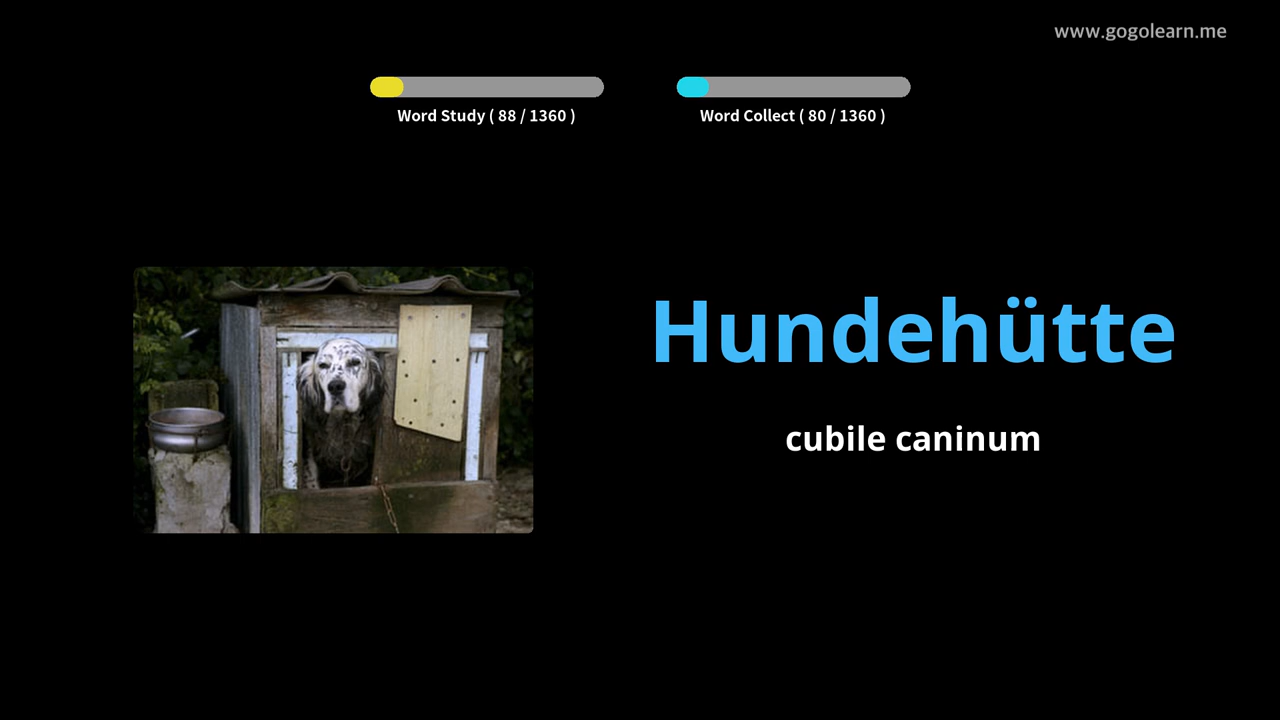 www.gogolearn.me
Word Study ( 88 / 1360 )
Word Collect ( 80 / 1360 )
Hundehütte
cubile caninum